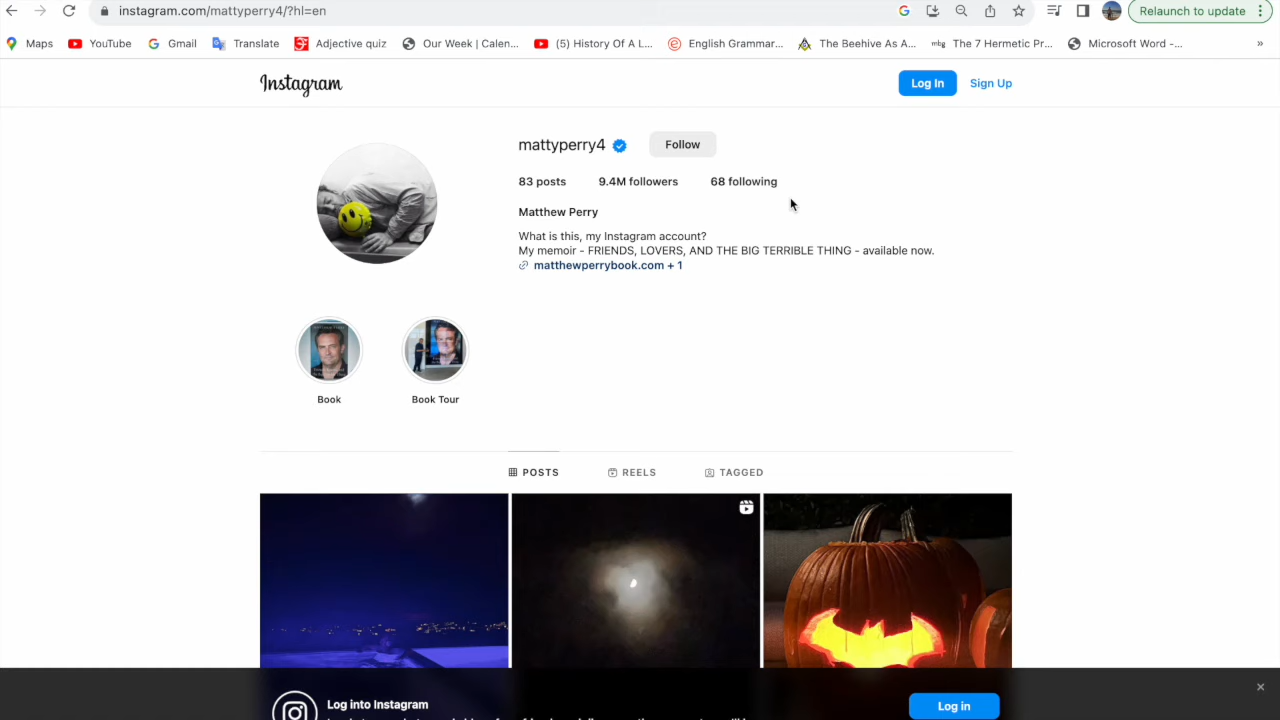 instagram.com/mattyperry4/?hl=en
Relaunch to update
Maps
YouTube
Gmail
Translate
Adjective quiz
Our Week | Calen...
(5) History Of A L...
English Grammar...
The Beehive As A...
mbg The 7 Hermetic Pr...
Microsoft Word -...
»
Instagram
Log In
Sign Up
mattyperry4
Follow
83 posts
9.4M followers
68 following
Matthew Perry
What is this, my Instagram account?
My memoir - FRIENDS, LOVERS, AND THE BIG TERRIBLE THING - available now.
matthewperrybook.com + 1
Book
Book Tour
POSTS
REELS
TAGGED
Log into Instagram
Log in